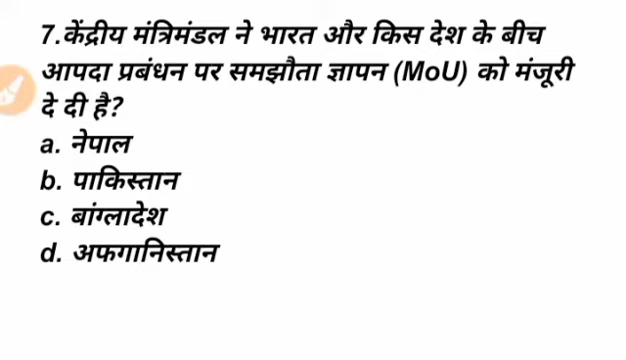 7.केंद्रीय मंत्रिमंडल ने भारत और किस देश के बीच
आपदा प्रबंधन पर समझौता ज्ञापन (MoU) को मंजूरी
दे दी है?
a. नेपाल
b. पाकिस्तान
c. बांग्लादेश
d. अफगानिस्तान